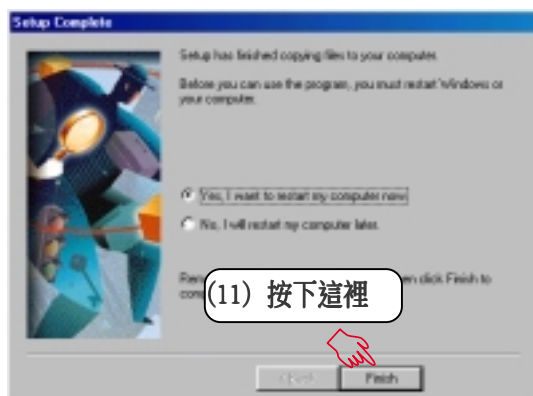 Setup Complete
Setup has finished copying files to your computer.
Before you can use the program, you must restart Windows or
your computer.
Yes, I want to restart my computer now.
No, I will restart my computer later.
en click Finish to
(11) 按下這裡
Finish